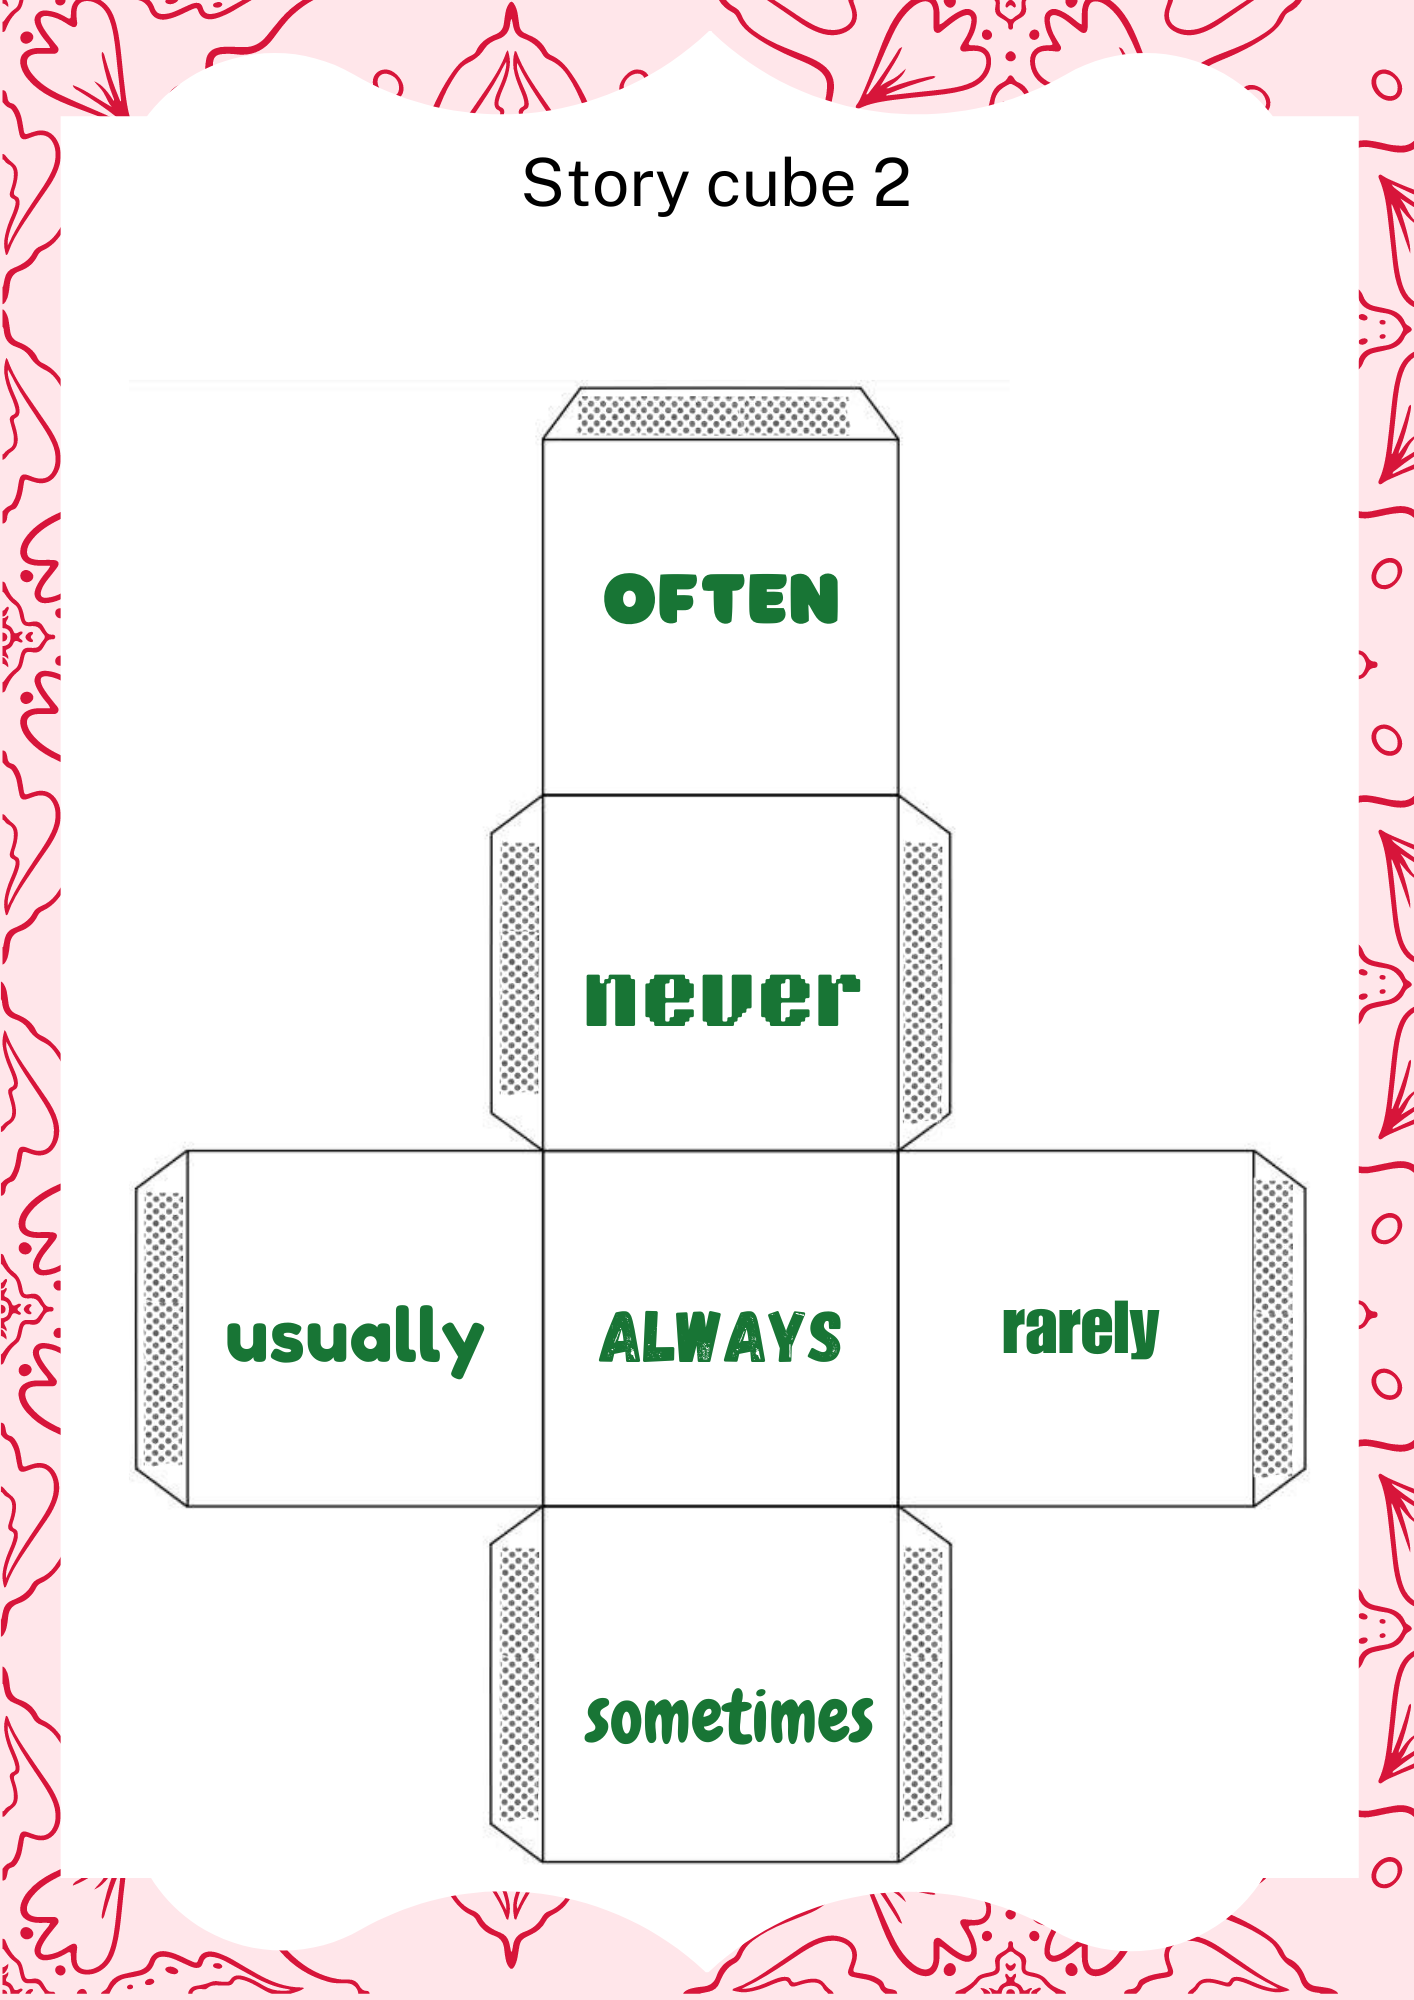 Story cube 2
OFTEN
never
usually
ALWAYS
rarely
sometimes